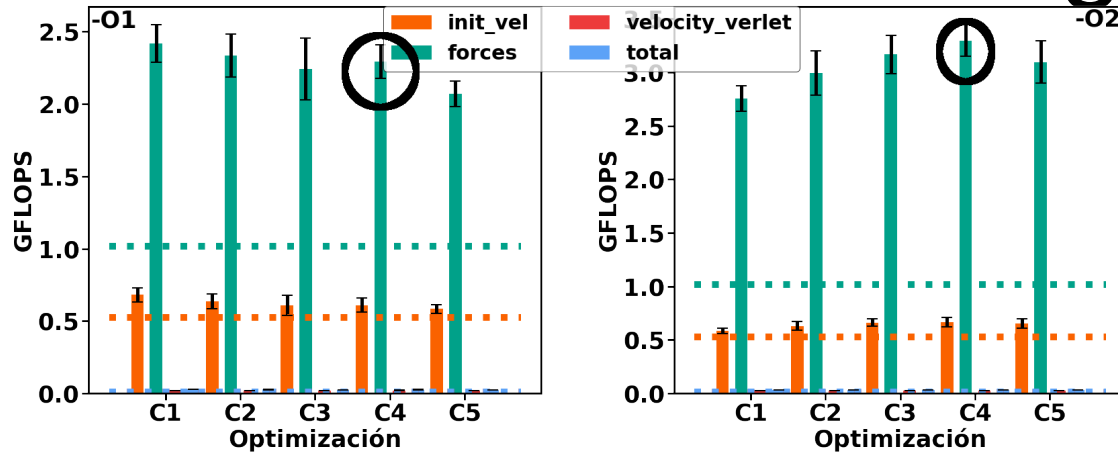 -O1
init_vel
velocity_verlet
forces
total
-O2
GFLOPS
2.5
2.0
1.5
1.0
0.5
0.0
C1 C2 C3 C4 C5
Optimización
GFLOPS
3.5
3.0
2.5
2.0
1.5
1.0
0.5
0.0
C1 C2 C3 C4 C5
Optimización